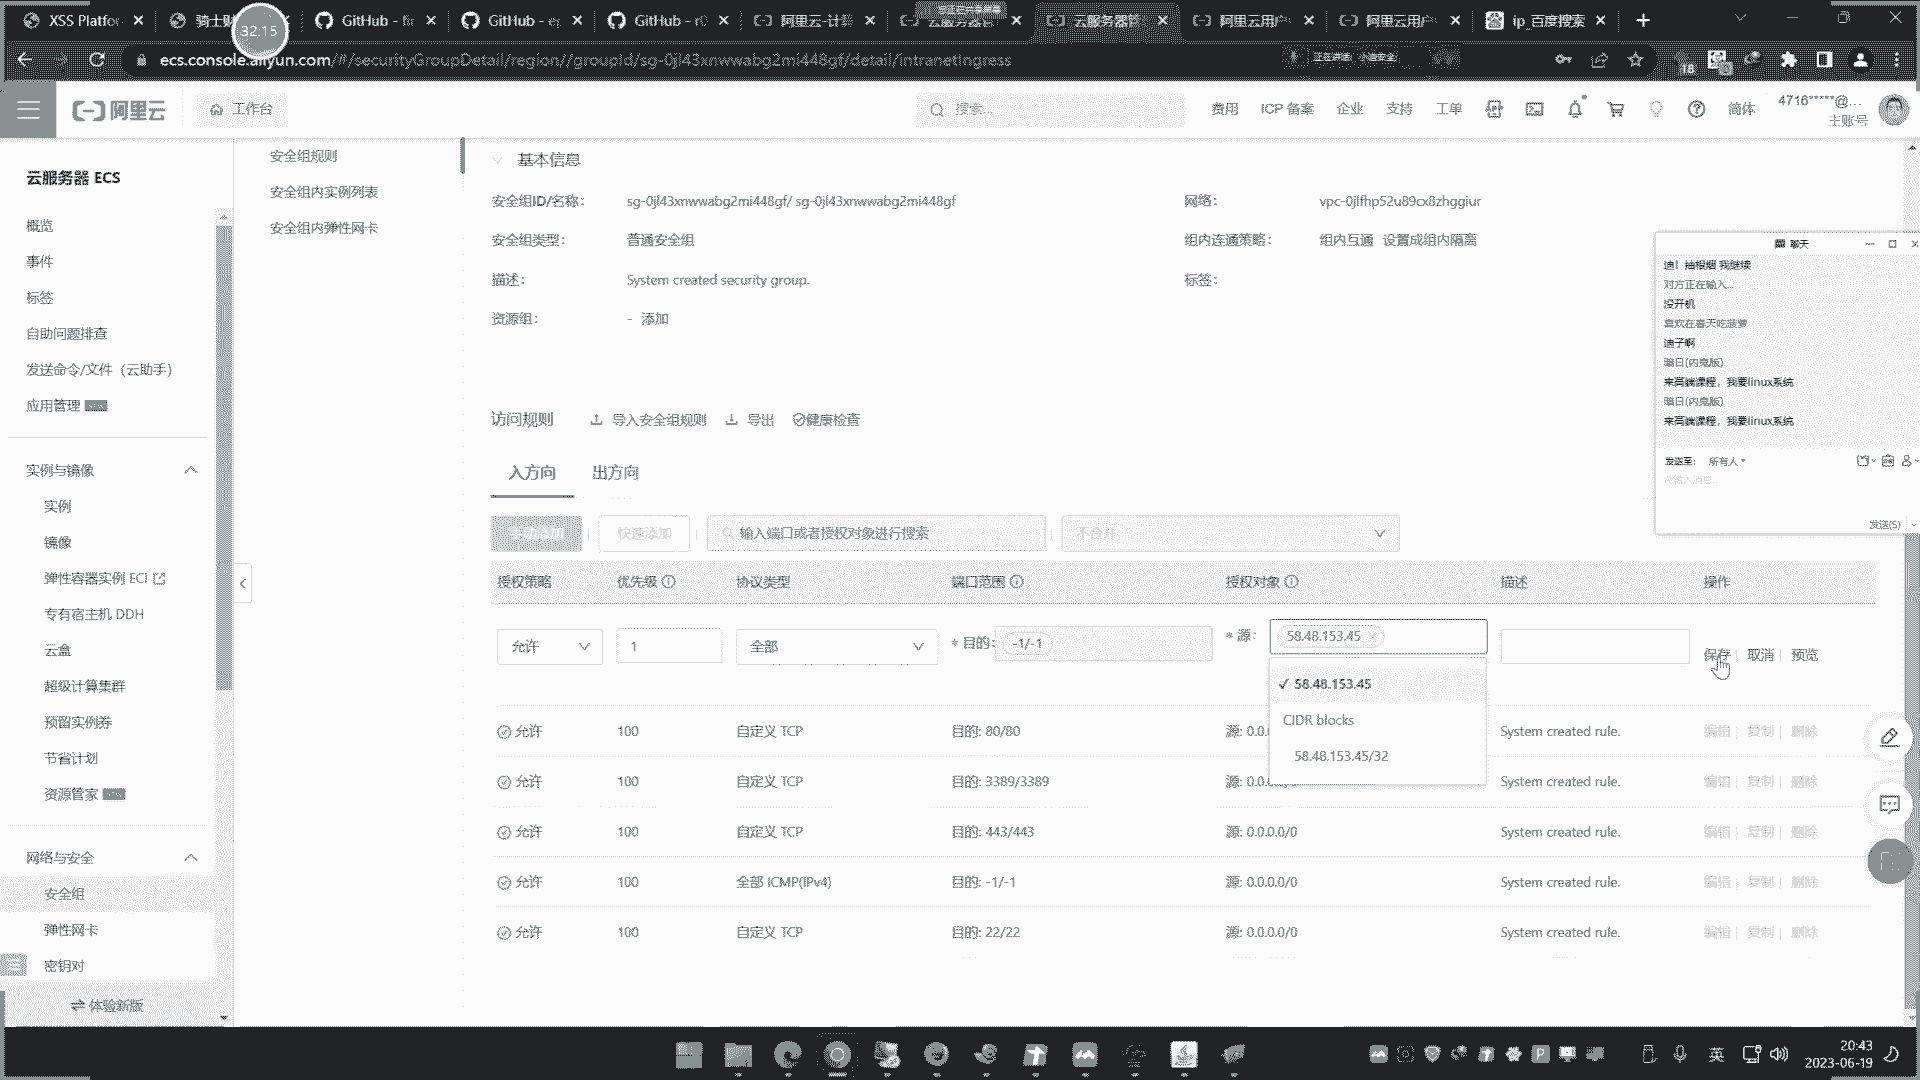 XSS Platfo
骑士
GitHub - fir
GitHub - e
GitHub - r
阿里云-计
云服务器管
阿里云用户
阿里云用户
ip_百度搜索
32:15
ecs.console.aliyun.com/#/securityGroupDetail/region//groupId/sg-0jl43xnwwabg2mi448gf/detail/intranetIngress
18
阿里云
工作台
搜索...
费用
ICP 备案
企业
支持
工单
简体
4716*****@...
主账号
云服务器 ECS
概览
事件
标签
自助问题排查
发送命令/文件（云助手）
应用管理
实例与镜像
实例
镜像
弹性容器实例 ECI
专有宿主机 DDH
云盒
超级计算集群
预留实例券
节省计划
资源管家
网络与安全
安全组
弹性网卡
密钥对
体验新版
安全组规则
安全组内实例列表
安全组内弹性网卡
基本信息
安全组ID/名称:
sg-0jl43xnwwabg2mi448gf/ sg-0jl43xnwwabg2mi448gf
网络:
vpc-0jlfhp52u89cx8zhggiur
安全组类型:
普通安全组
组内连通策略:
组内互通 设置成组内隔离
描述:
System created security group.
标签:
资源组:
- 添加
访问规则
导入安全组规则
导出
健康检查
入方向
出方向
手动添加
快速添加
输入端口或者授权对象进行搜索
不合并
授权策略 优先级 协议类型 端口范围 授权对象 描述 操作
允许 1 全部 * 目的: -1/-1 * 源: 58.48.153.45 保存 取消 预览
58.48.153.45
CIDR blocks
58.48.153.45/32
允许 100 自定义 TCP 目的: 80/80 源: 0.0. System created rule. 编辑 复制 删除
允许 100 自定义 TCP 目的: 3389/3389 源: 0.0. System created rule. 编辑 复制 删除
允许 100 自定义 TCP 目的: 443/443 源: 0.0.0.0/0 System created rule. 编辑 复制 删除
允许 100 全部 ICMP(IPv4) 目的: -1/-1 源: 0.0.0.0/0 System created rule. 编辑 复制 删除
允许 100 自定义 TCP 目的: 22/22 源: 0.0.0.0/0 System created rule. 编辑 复制 删除
聊天
迪！抽根烟 我继续
对方正在输入...
没开机
喜欢在春天吃菠萝
迪子啊
璐日(内鬼版)
来高端课程，我要linux系统
璐日(内鬼版)
来高端课程，我要linux系统
发送至:
所有人
请输入消息...
发送(S)
英
20:43
2023-06-19